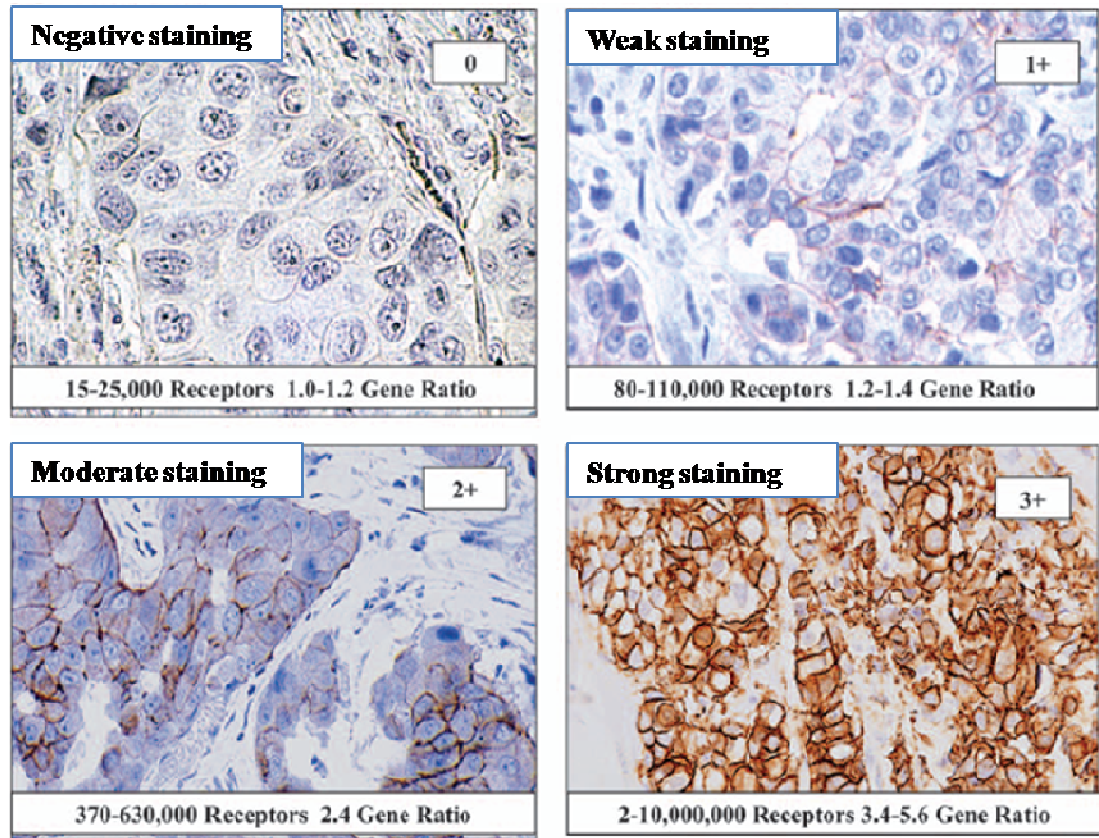 Negative staining
0
15-25,000 Receptors 1.0-1.2 Gene Ratio
Weak staining
1+
80-110,000 Receptors 1.2-1.4 Gene Ratio
Moderate staining
2+
370-630,000 Receptors 2.4 Gene Ratio
Strong staining
3+
2-10,000,000 Receptors 3.4-5.6 Gene Ratio